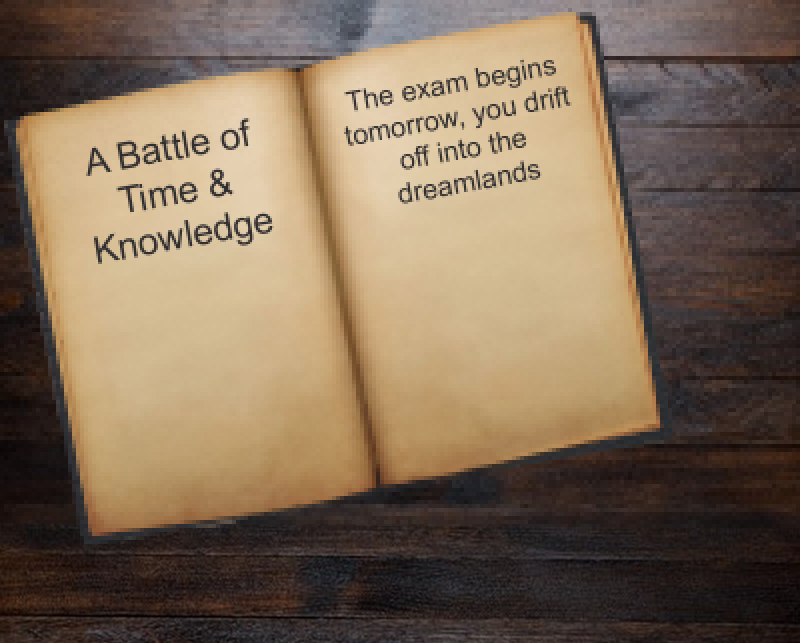 A Battle of
Time &
Knowledge
The exam begins
tomorrow, you drift
off into the
dreamlands